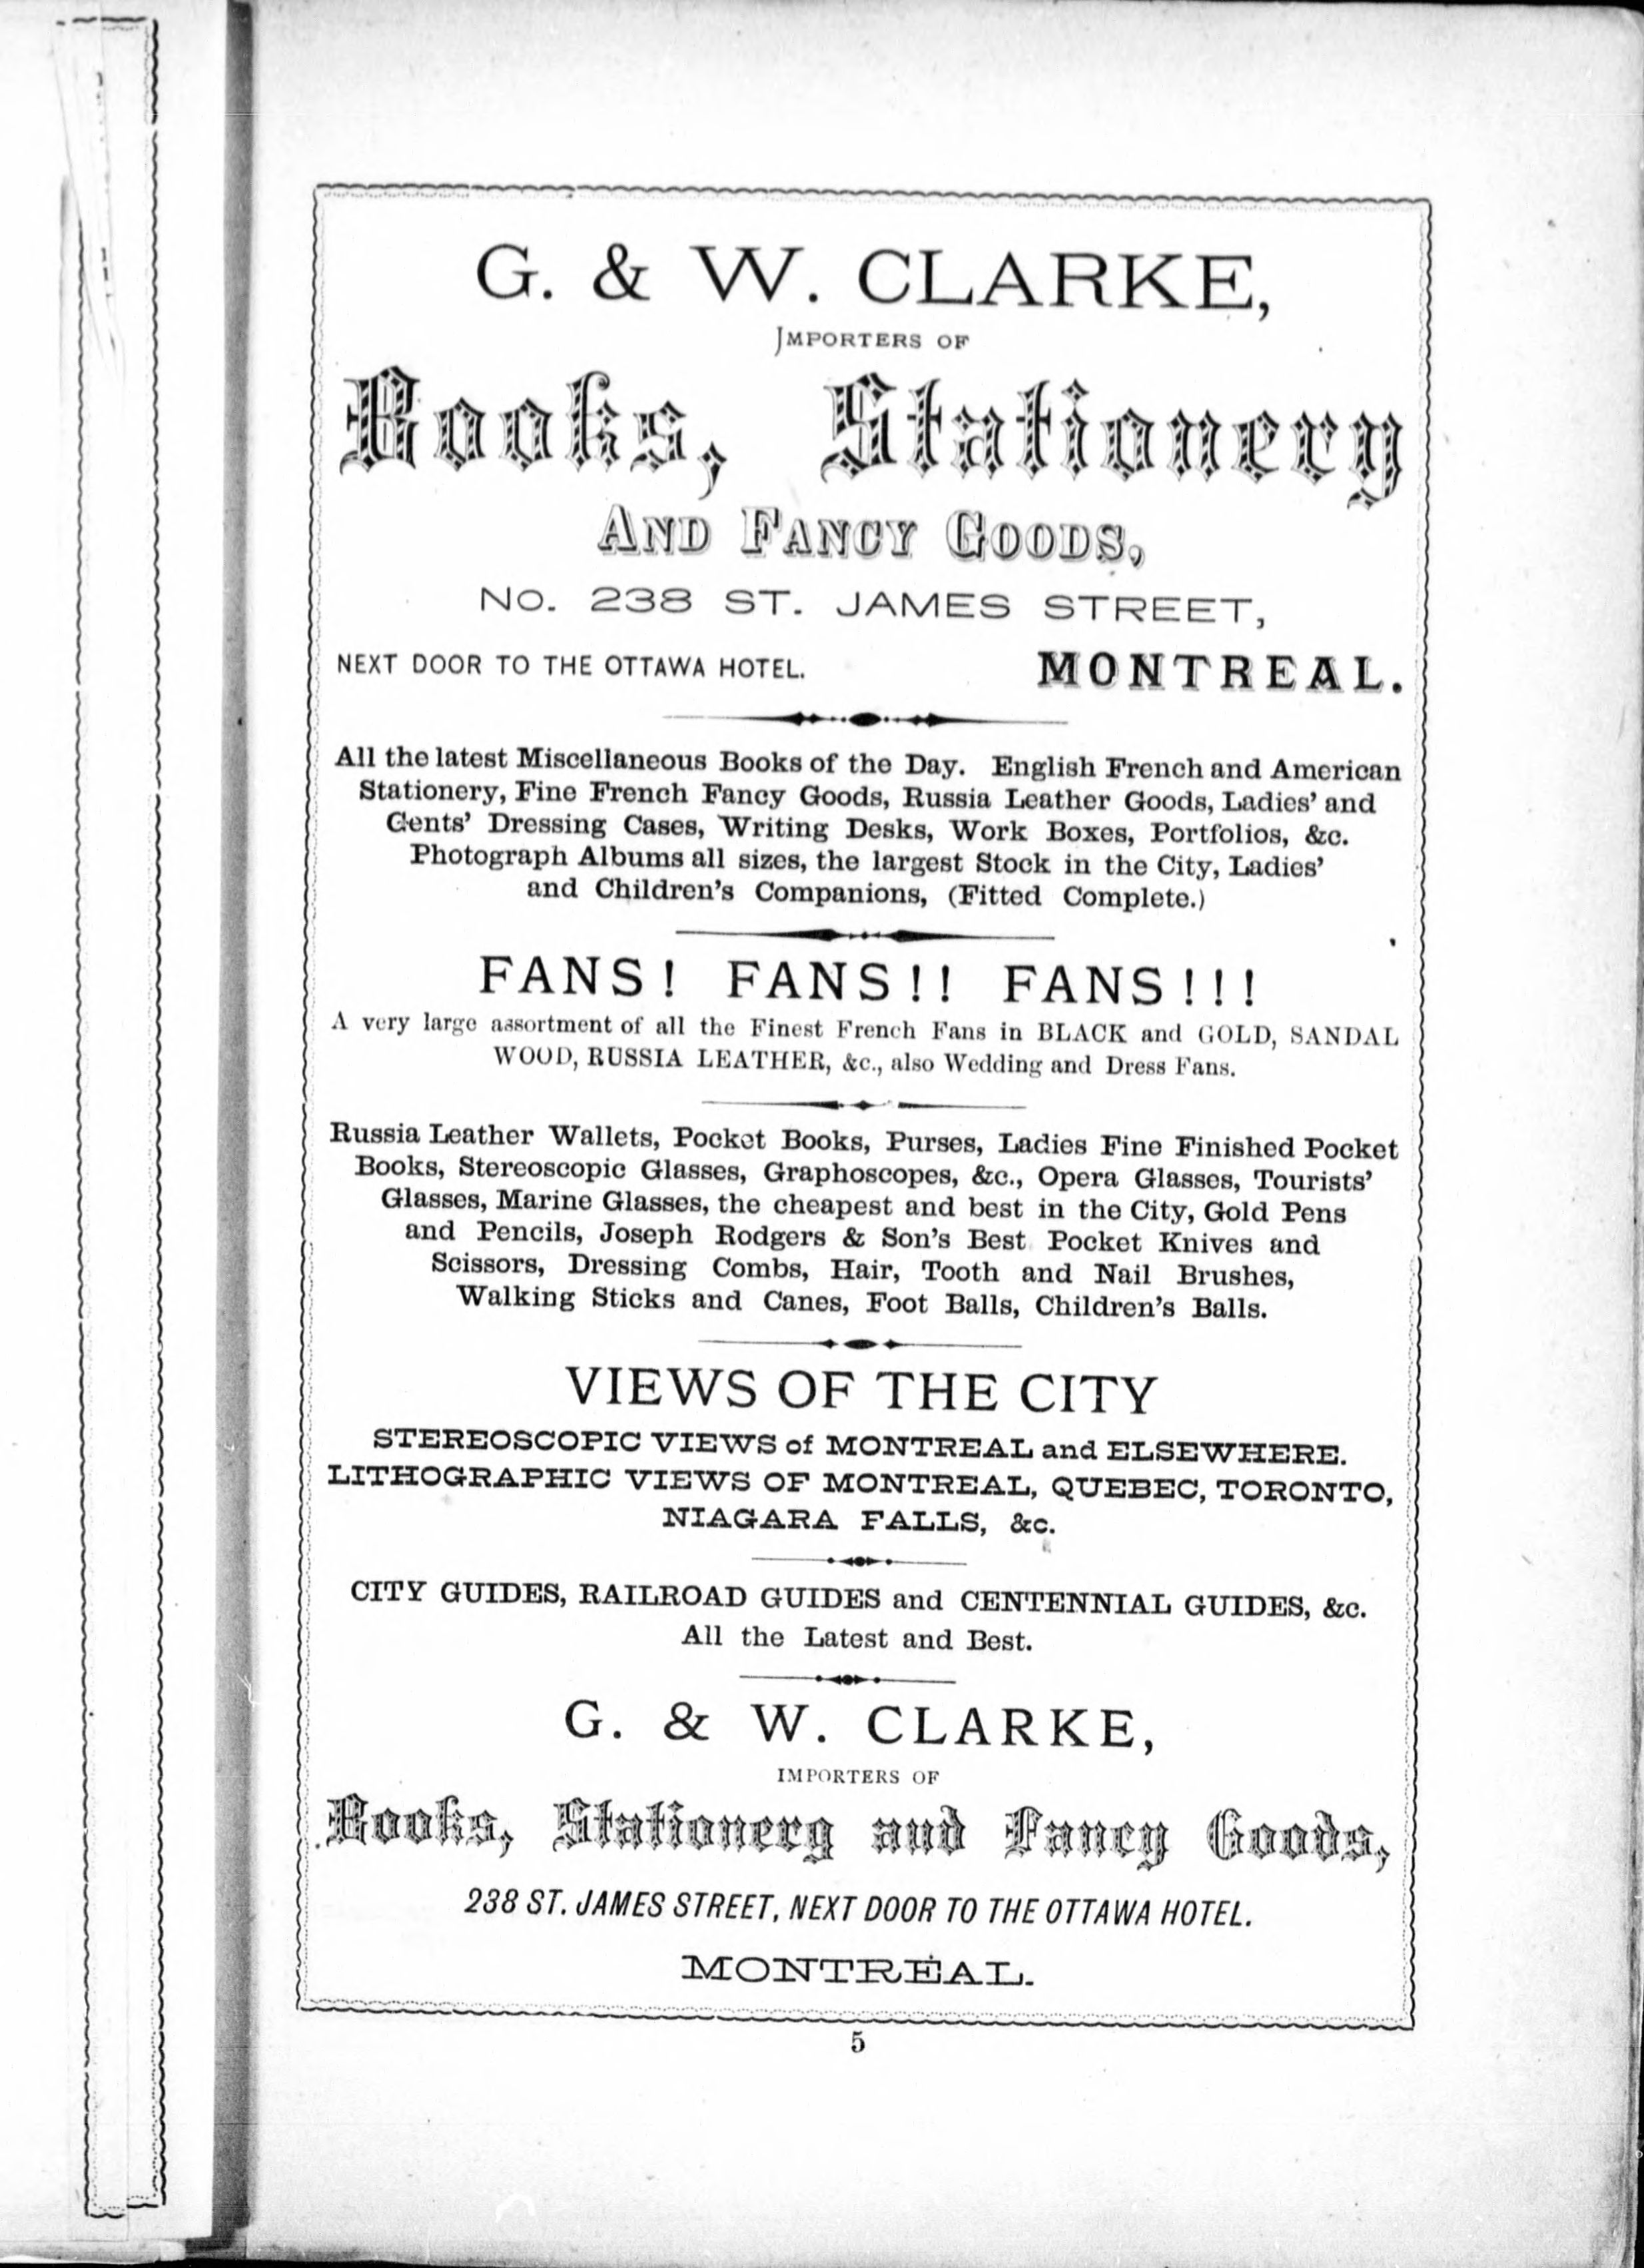 G. & W. CLARKE,
IMPORTERS OF
Books, Stationery
AND FANCY GOODS,
NO. 238 ST. JAMES STREET,
NEXT DOOR TO THE OTTAWA HOTEL. MONTREAL.
All the latest Miscellaneous Books of the Day. English French and American
Stationery, Fine French Fancy Goods, Russia Leather Goods, Ladies' and
Gents' Dressing Cases, Writing Desks, Work Boxes, Portfolios, &c.
Photograph Albums all sizes, the largest Stock in the City, Ladies'
and Children's Companions, (Fitted Complete.)
FANS! FANS!! FANS!!!
A very large assortment of all the Finest French Fans in BLACK and GOLD, SANDAL
WOOD, RUSSIA LEATHER, &c., also Wedding and Dress Fans.
Russia Leather Wallets, Pocket Books, Purses, Ladies Fine Finished Pocket
Books, Stereoscopic Glasses, Graphoscopes, &c., Opera Glasses, Tourists'
Glasses, Marine Glasses, the cheapest and best in the City, Gold Pens
and Pencils, Joseph Rodgers & Son's Best Pocket Knives and
Scissors, Dressing Combs, Hair, Tooth and Nail Brushes,
Walking Sticks and Canes, Foot Balls, Children's Balls.
VIEWS OF THE CITY
STEREOSCOPIC VIEWS of MONTREAL and ELSEWHERE.
LITHOGRAPHIC VIEWS OF MONTREAL, QUEBEC, TORONTO,
NIAGARA FALLS, &c.
CITY GUIDES, RAILROAD GUIDES and CENTENNIAL GUIDES, &c.
All the Latest and Best.
G. & W. CLARKE,
IMPORTERS OF
Books, Stationery and Fancy Goods,
238 ST. JAMES STREET, NEXT DOOR TO THE OTTAWA HOTEL.
MONTREAL.
5